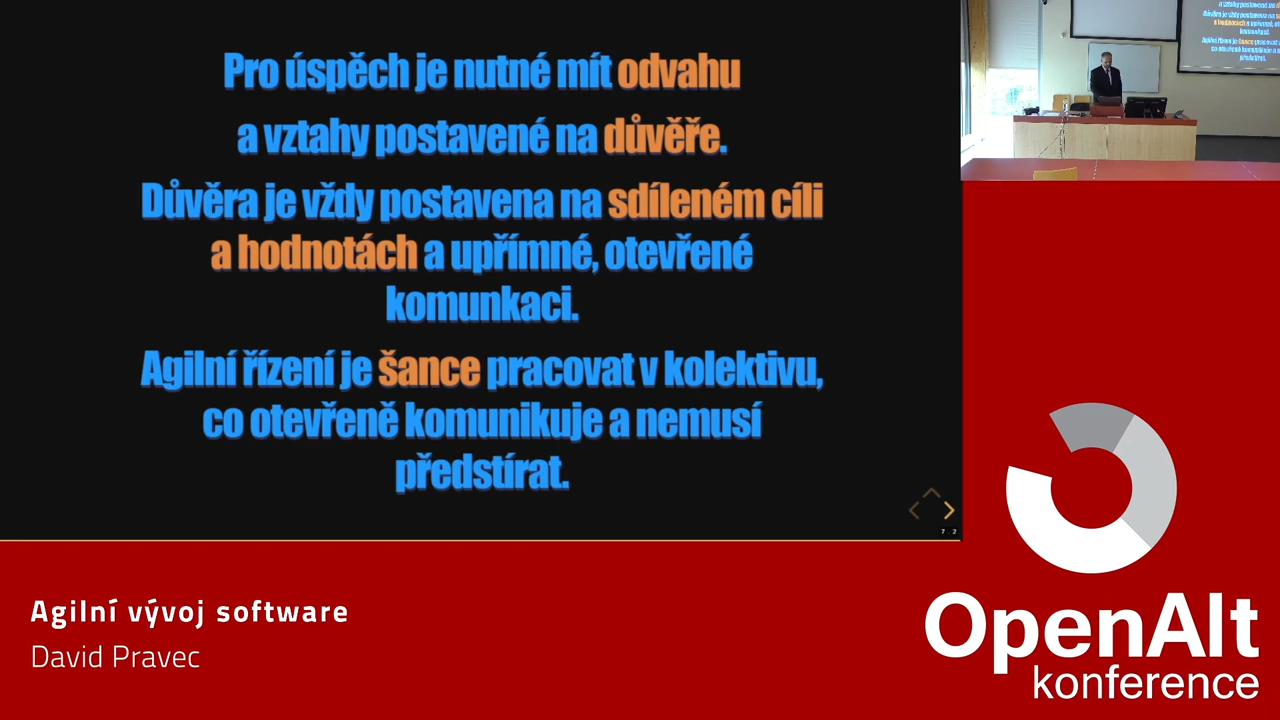 Pro úspěch je nutné mít odvahu
a vztahy postavené na důvěře.
Důvěra je vždy postavena na sdíleném cíli
a hodnotách a upřímné, otevřené
komunkaci.
Agilní řízení je šance pracovat v kolektivu,
co otevřeně komunikuje a nemusí
předstírat.
7.2
Agilní vývoj software
David Pravec
OpenAlt
konference